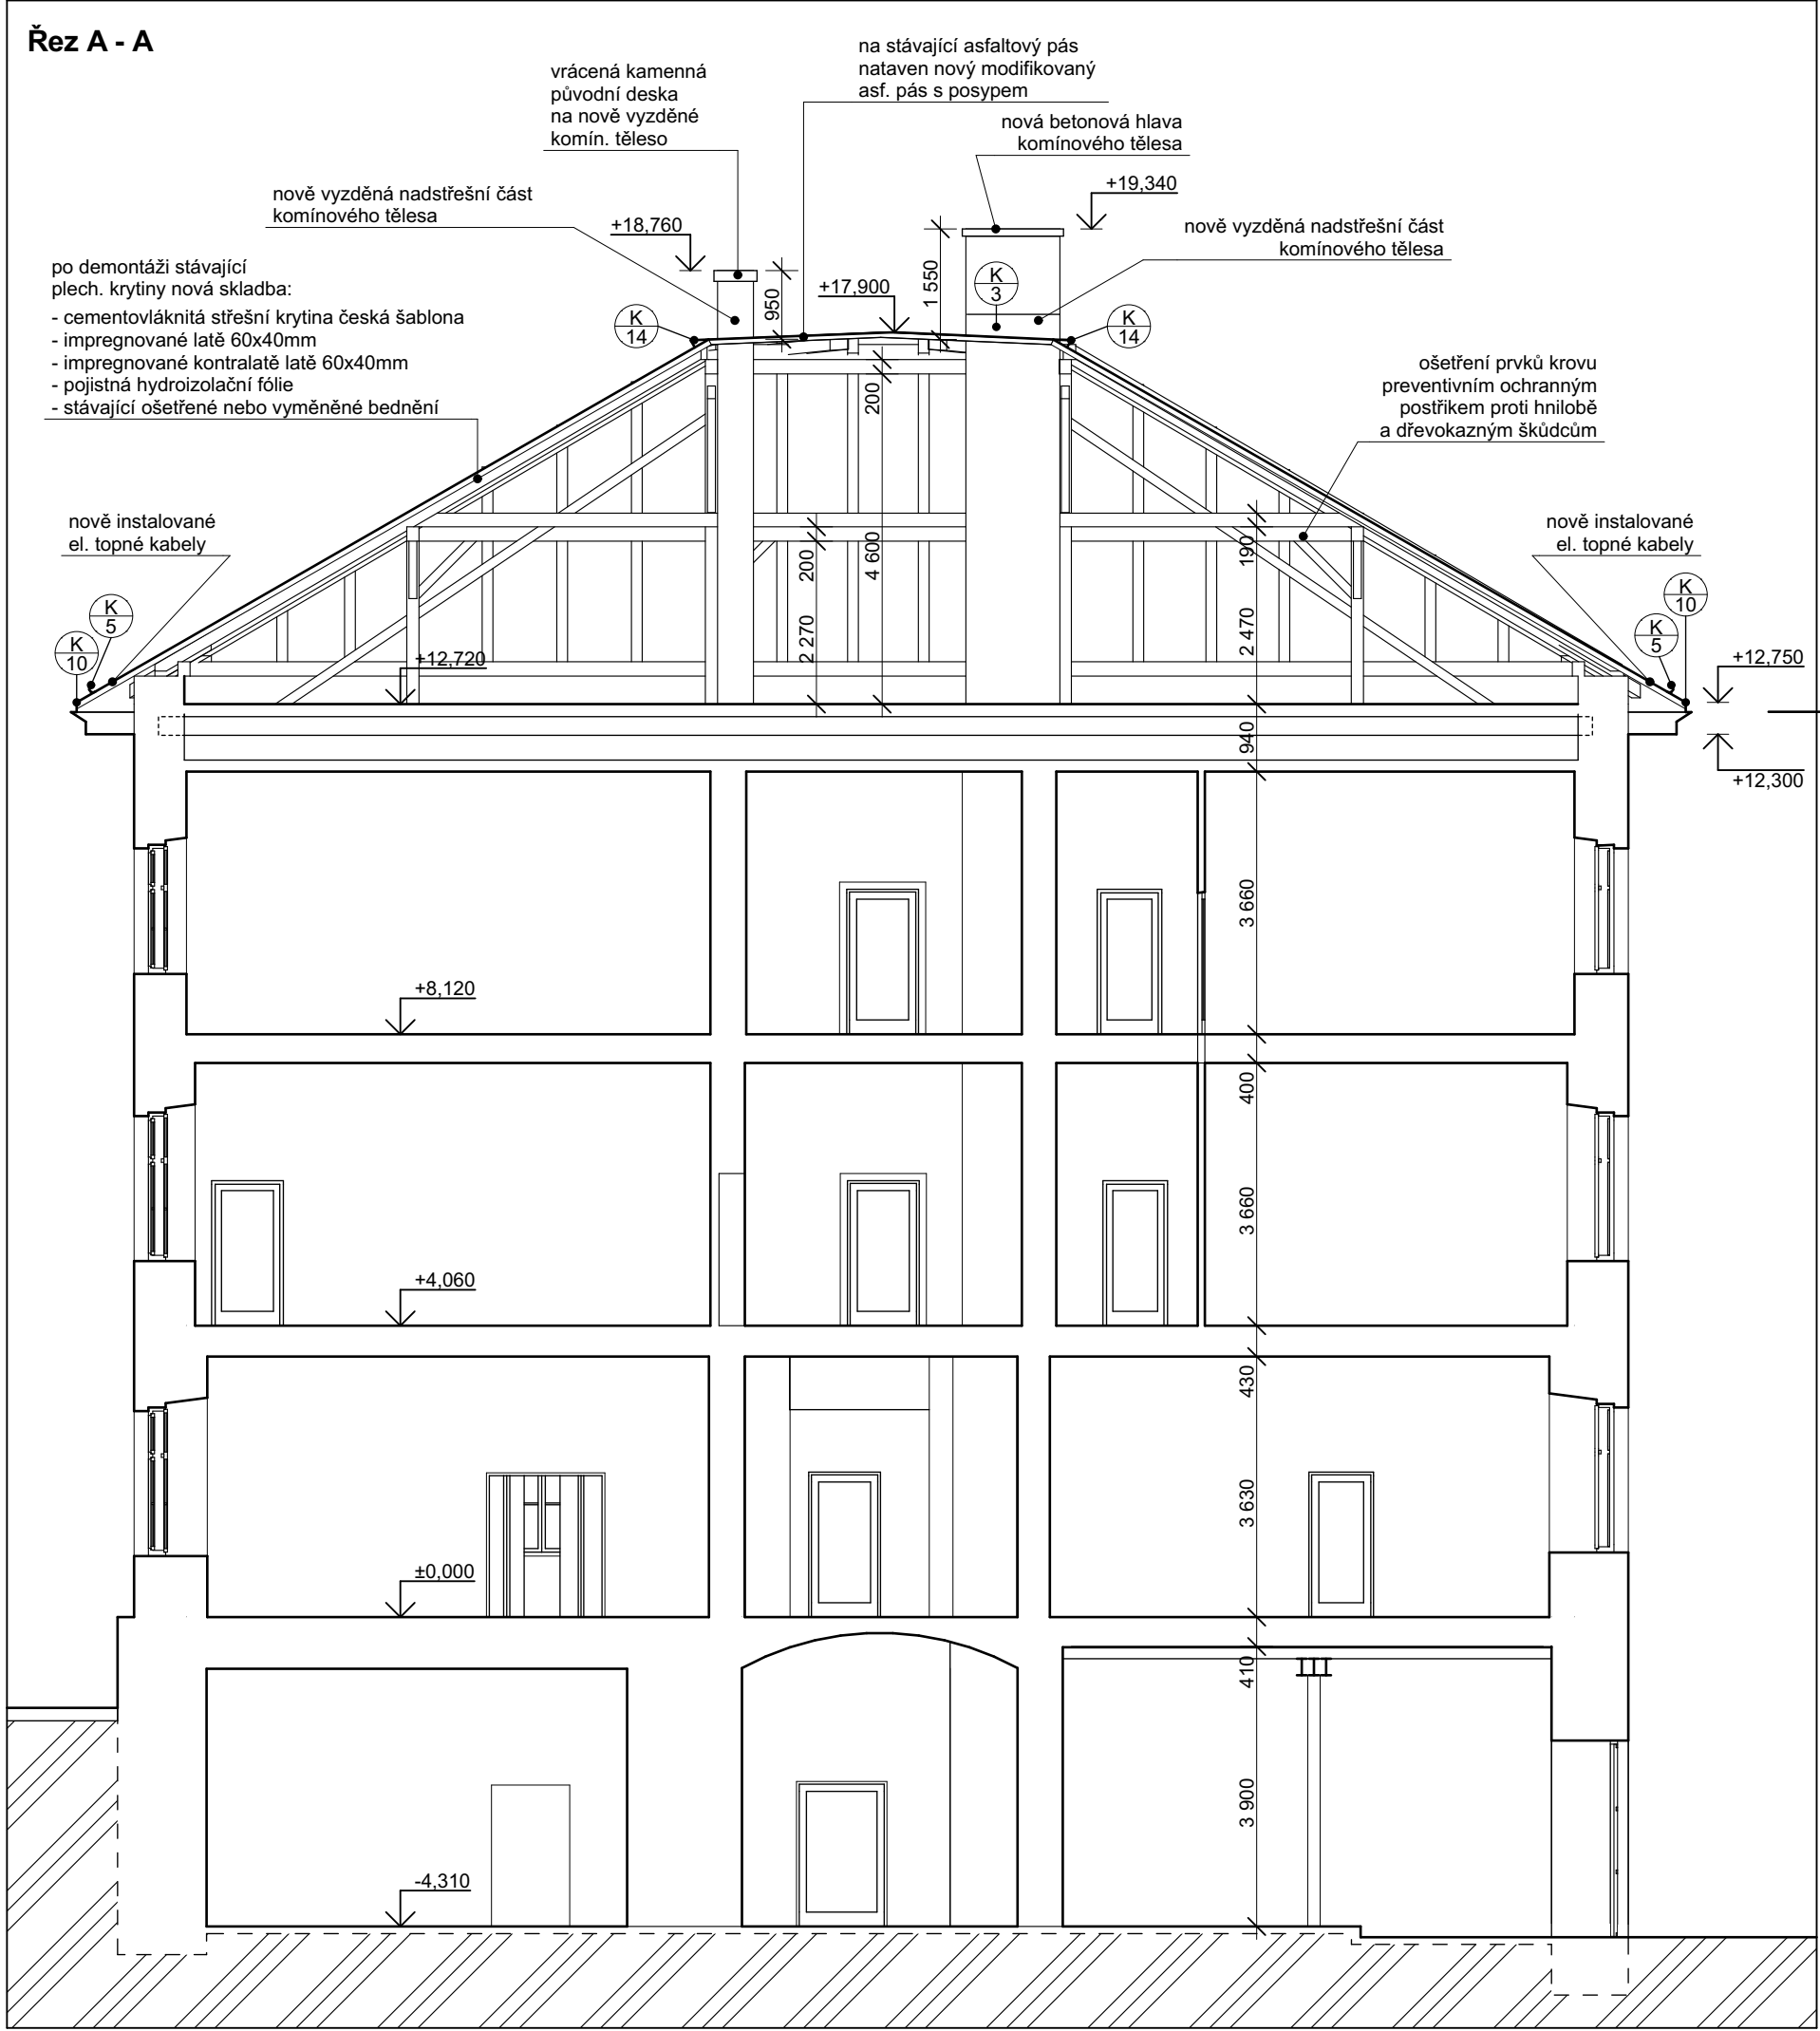 Řez A - A
na stávající asfaltový pás
nataven nový modifikovaný
asf. pás s posypem
vrácená kamenná
původní deska
na nově vyzděné
komín. těleso
nová betonová hlava
komínového tělesa
+19,340
nově vyzděná nadstřešní část
komínového tělesa
+18,760
nově vyzděná nadstřešní část
komínového tělesa
po demontáži stávající
plech. krytiny nová skladba:
- cementovláknitá střešní krytina česká šablona
- impregnované latě 60x40mm
- impregnované kontralatě latě 60x40mm
- pojistná hydroizolační fólie
- stávající ošetřené nebo vyměněné bednění
950
+17,900
1 550
K
3
K
14
K
14
ošetření prvků krovu
preventivním ochranným
postřikem proti hnilobě
a dřevokazným škůdcům
200
nově instalované
el. topné kabely
nově instalované
el. topné kabely
200
4 600
190
K
5
K
10
K
10
K
5
2 270
2 470
+12,720
+12,750
940
+12,300
3 660
+8,120
400
3 660
+4,060
430
3 630
±0,000
410
3 900
-4,310